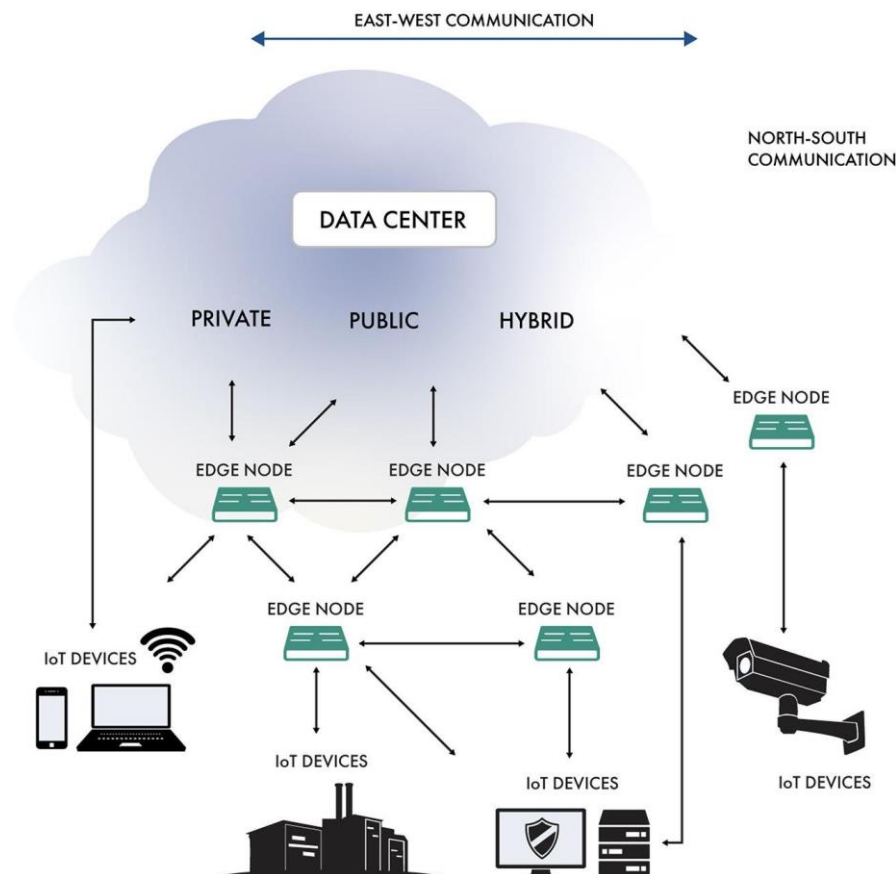 EAST-WEST COMMUNICATION
NORTH-SOUTH
COMMUNICATION
DATA CENTER
PRIVATE
PUBLIC
HYBRID
EDGE NODE
EDGE NODE
EDGE NODE
EDGE NODE
EDGE NODE
EDGE NODE
IoT DEVICES
IoT DEVICES
IoT DEVICES
IoT DEVICES